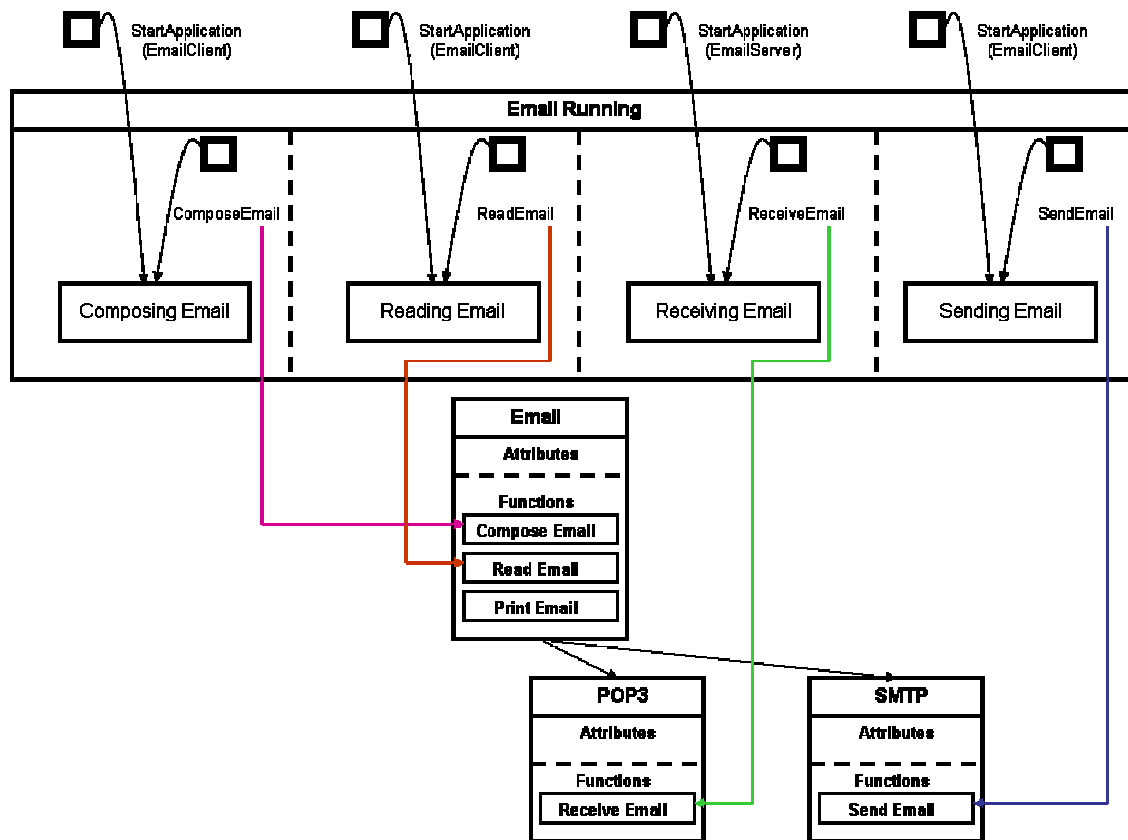 StartApplication
(EmailClient)
StartApplication
(EmailClient)
StartApplication
(EmailServer)
StartApplication
(EmailClient)
Email Running
ComposeEmail
ReadEmail
ReceiveEmail
SendEmail
Composing Email
Reading Email
Receiving Email
Sending Email
Email
Attributes
Functions
Compose Email
Read Email
Print Email
POP3
Attributes
Functions
Receive Email
SMTP
Attributes
Functions
Send Email